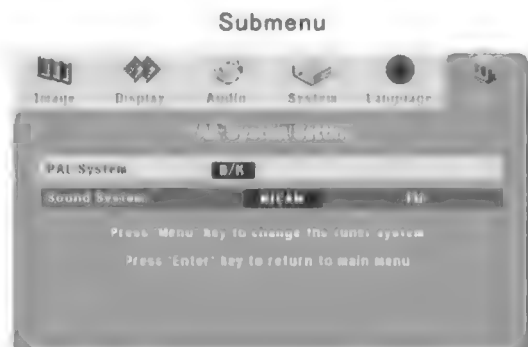 Submenu
Image Display Audio System Language
PAL System D/K
Sound System NICAM FM
Press 'Menu' key to change the tuner system
Press 'Enter' key to return to main menu